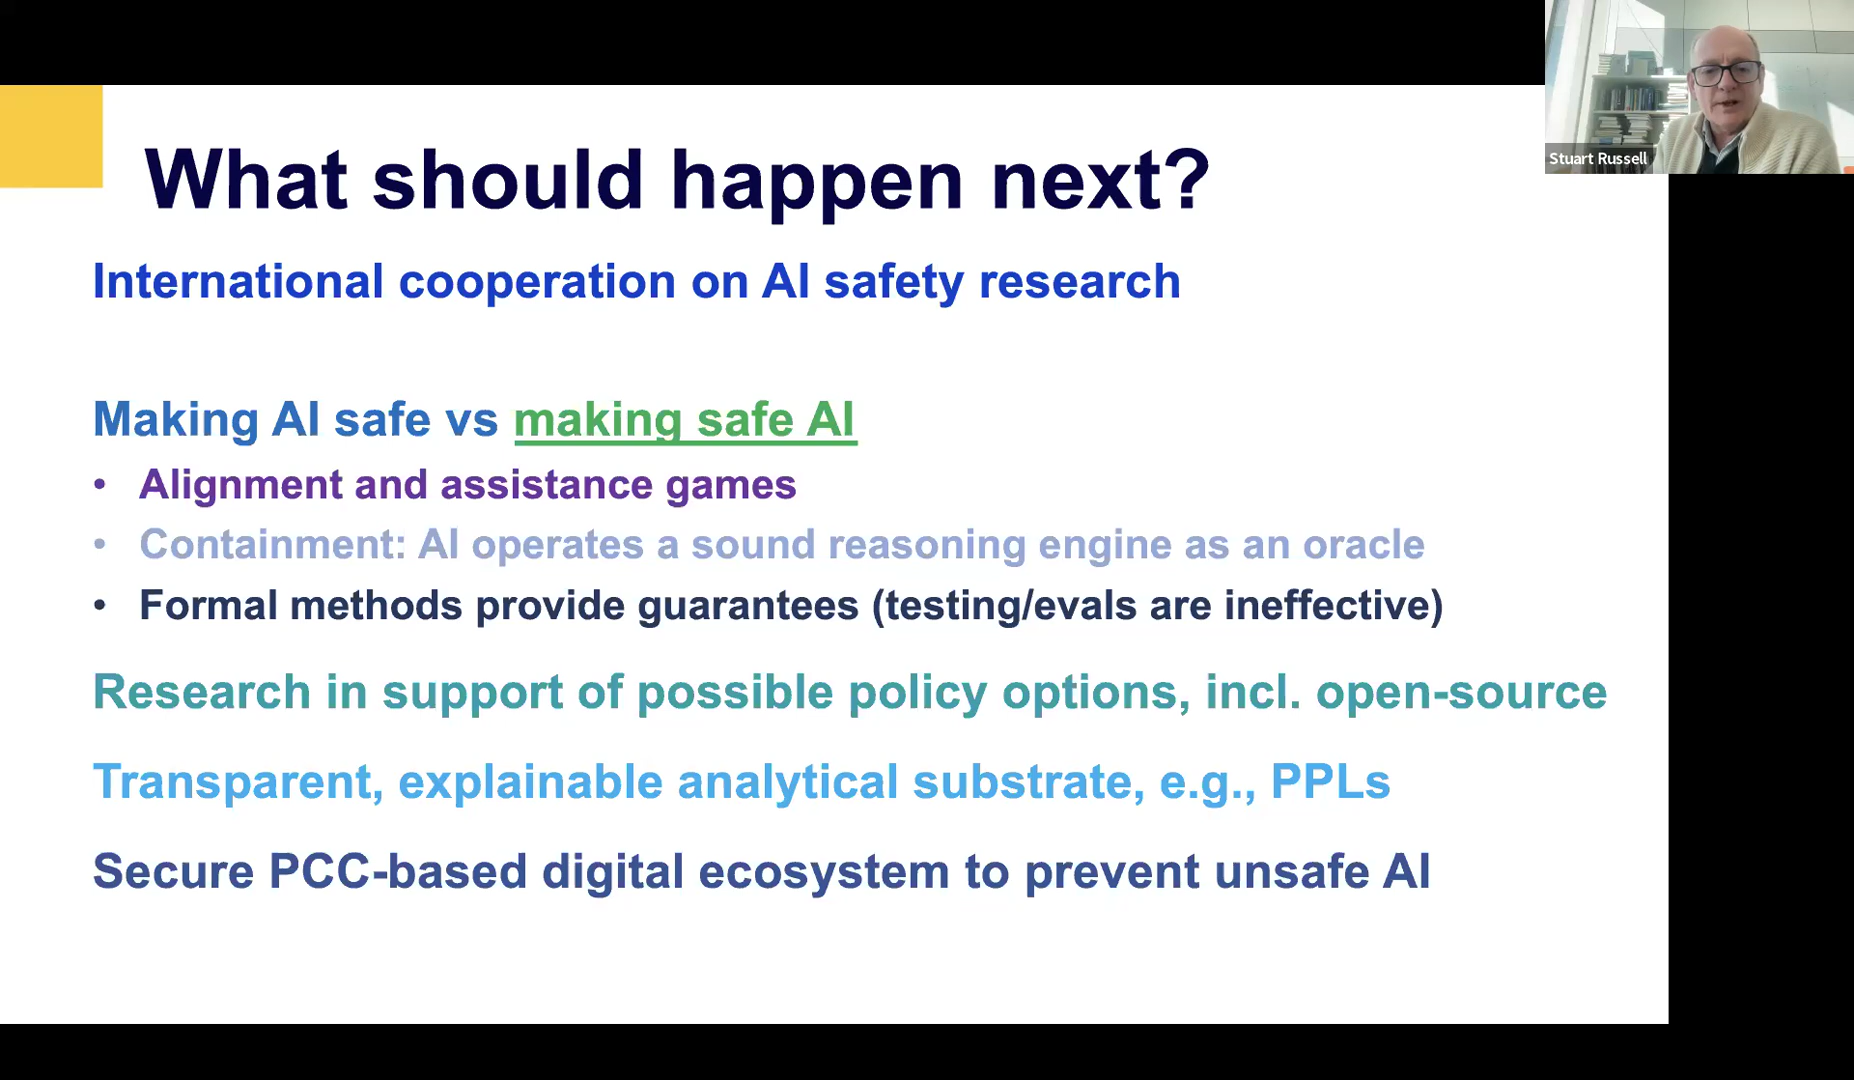 What should happen next?
Stuart Russell
International cooperation on AI safety research
Making AI safe vs making safe AI
• Alignment and assistance games
• Containment: AI operates a sound reasoning engine as an oracle
• Formal methods provide guarantees (testing/evals are ineffective)
Research in support of possible policy options, incl. open-source
Transparent, explainable analytical substrate, e.g., PPLs
Secure PCC-based digital ecosystem to prevent unsafe AI